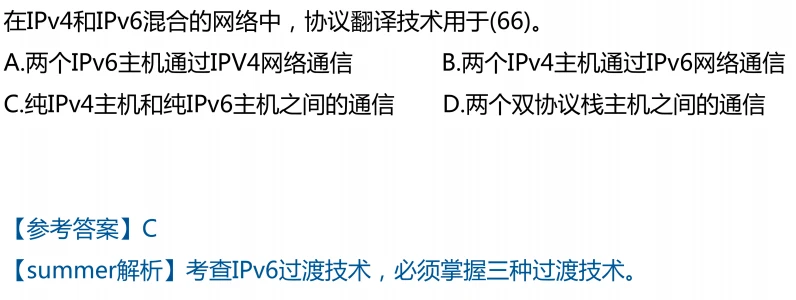 在IPv4和IPv6混合的网络中，协议翻译技术用于(66)。
A.两个IPv6主机通过IPV4网络通信 B.两个IPv4主机通过IPv6网络通信
C.纯IPv4主机和纯IPv6主机之间的通信 D.两个双协议栈主机之间的通信
【参考答案】C
【summer解析】考查IPv6过渡技术，必须掌握三种过渡技术。